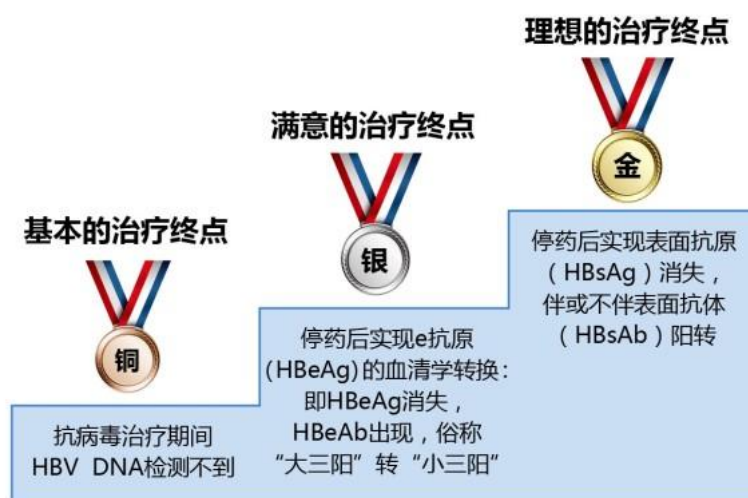 理想的治疗终点
金
停药后实现表面抗原
（HBsAg）消失，
伴或不伴表面抗体
（HBsAb）阳转
满意的治疗终点
银
停药后实现e抗原
(HBeAg)的血清学转换：
即HBeAg消失，
HBeAb出现，俗称
“大三阳”转“小三阳”
基本的治疗终点
铜
抗病毒治疗期间
HBV DNA检测不到